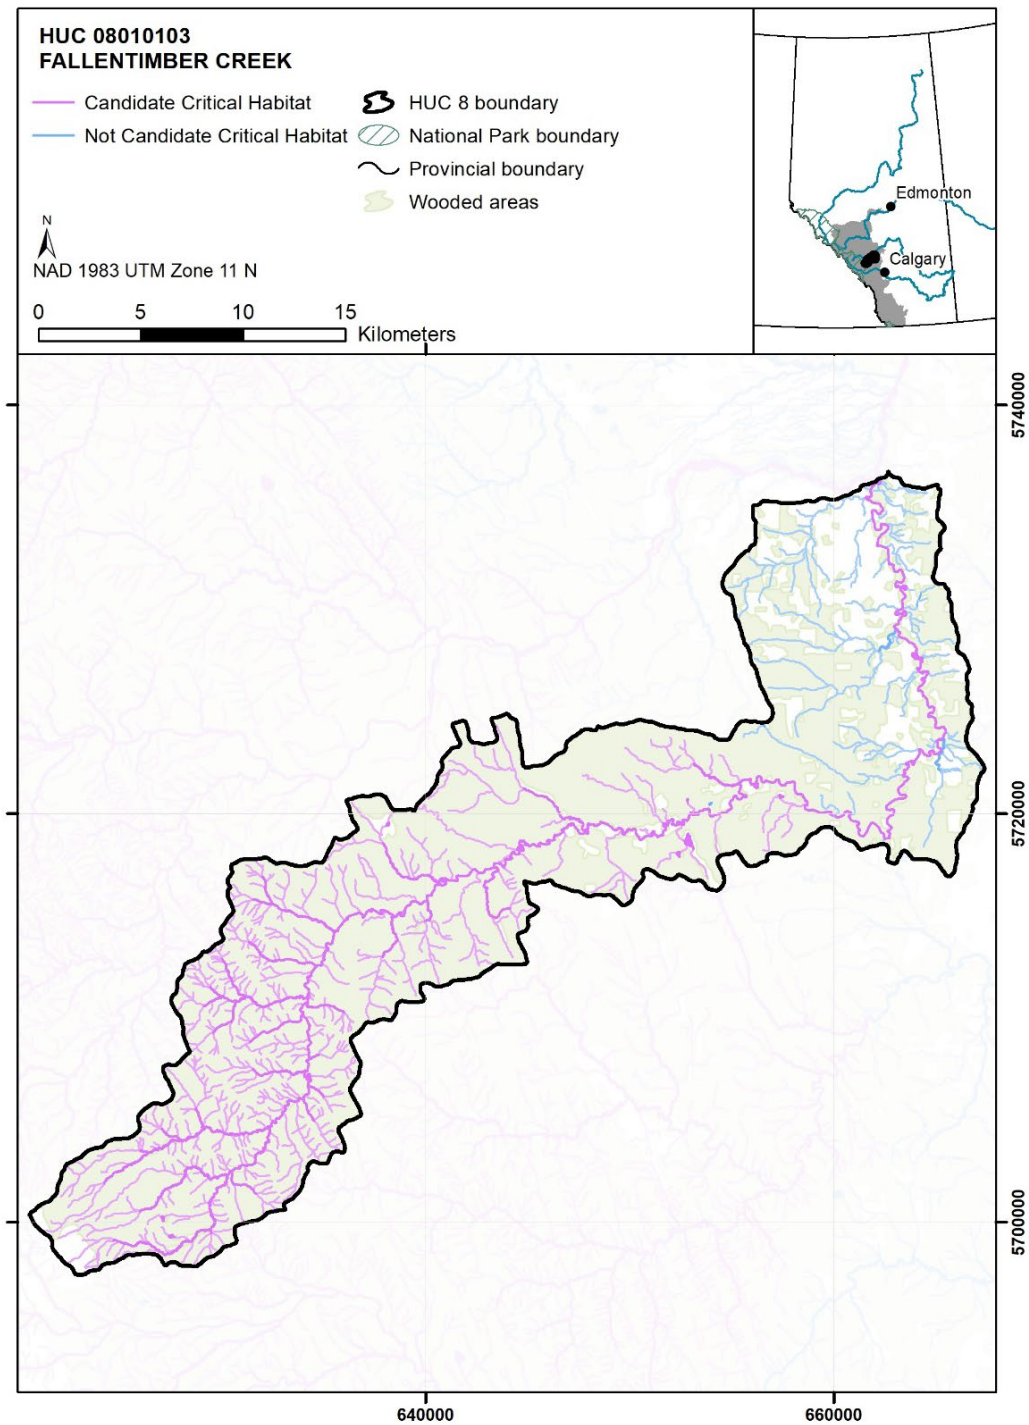 HUC 08010103
FALLENTIMBER CREEK
Candidate Critical Habitat
Not Candidate Critical Habitat
HUC 8 boundary
National Park boundary
Provincial boundary
Wooded areas
N
NAD 1983 UTM Zone 11 N
0 5 10 15
Kilometers
Edmonton
Calgary
5740000
5720000
5700000
640000 660000